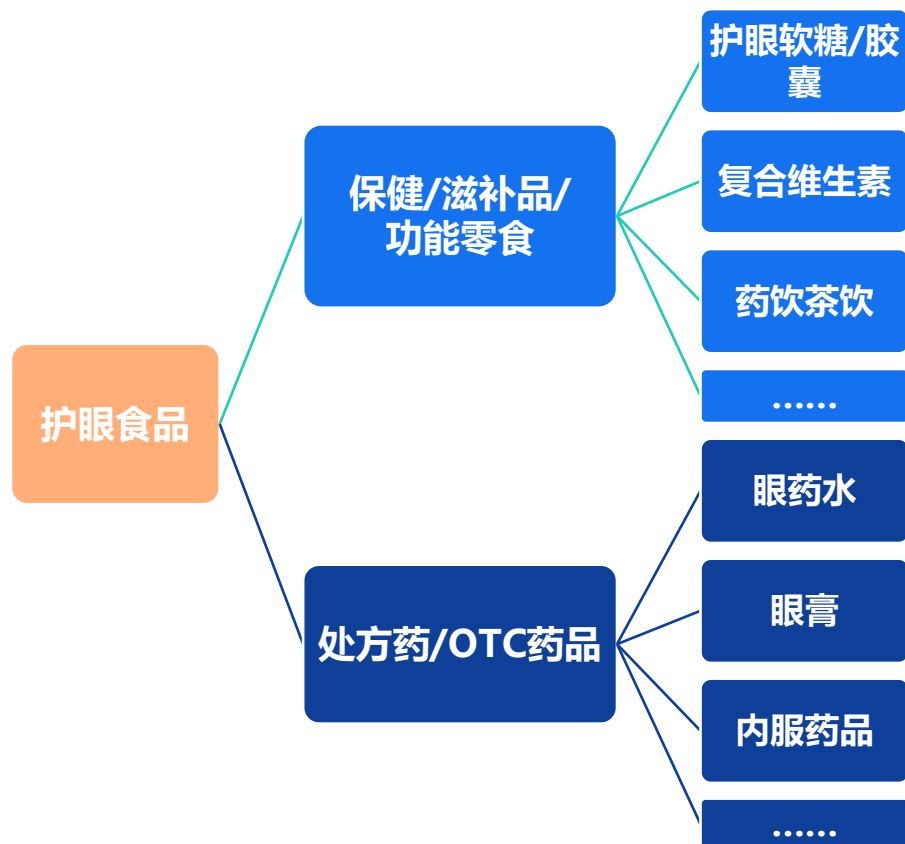 护眼食品
保健/滋补品/
功能零食
护眼软糖/胶
囊
复合维生素
药饮茶饮
......
处方药/OTC药品
眼药水
眼膏
内服药品
......